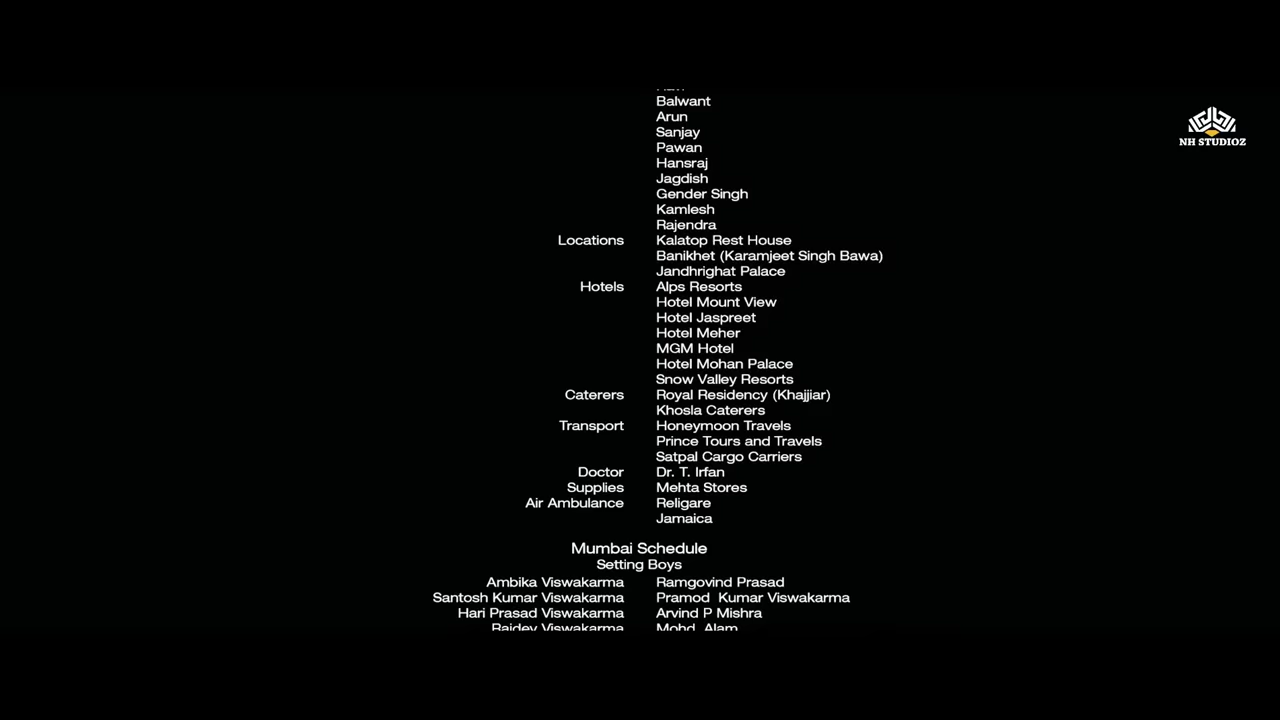 Balwant
Arun
Sanjay
Pawan
Hansraj
Jagdish
Gender Singh
Kamlesh
Rajendra
Locations Kalatop Rest House
Banikhet (Karamjeet Singh Bawa)
Jandhrighat Palace
Hotels Alps Resorts
Hotel Mount View
Hotel Jaspreet
Hotel Meher
MGM Hotel
Hotel Mohan Palace
Snow Valley Resorts
Caterers Royal Residency (Khajjiar)
Khosla Caterers
Transport Honeymoon Travels
Prince Tours and Travels
Satpal Cargo Carriers
Doctor Dr. T. Irfan
Supplies Mehta Stores
Air Ambulance Religare
Jamaica
Mumbai Schedule
Setting Boys
Ambika Viswakarma Ramgovind Prasad
Santosh Kumar Viswakarma Pramod Kumar Viswakarma
Hari Prasad Viswakarma Arvind P Mishra
Rajdev Viswakarma Mohd. Alam
NH STUDIOZ